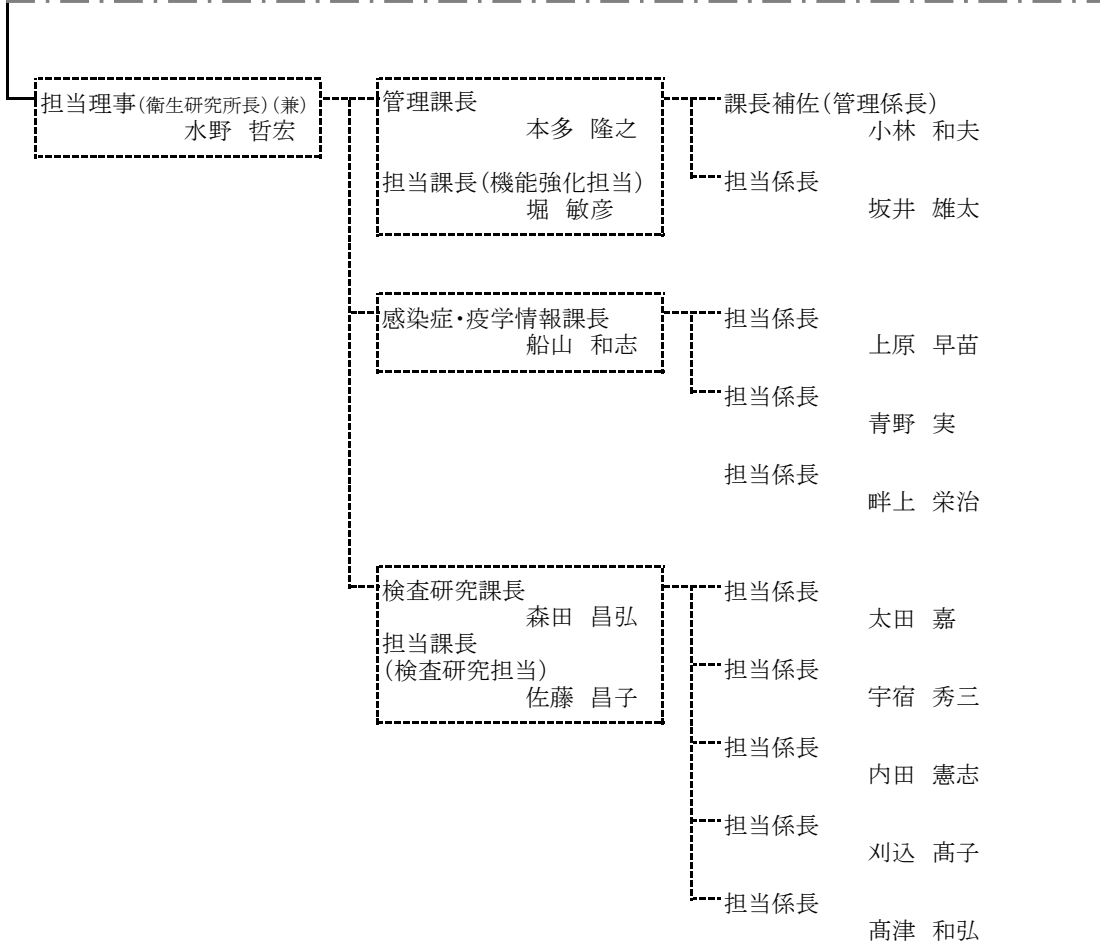 担当理事(衛生研究所長)(兼)
水野 哲宏
管理課長
本多 隆之
担当課長(機能強化担当)
堀 敏彦
課長補佐(管理係長)
小林 和夫
担当係長
坂井 雄太
感染症・疫学情報課長
船山 和志
担当係長
上原 早苗
担当係長
青野 実
担当係長
畔上 栄治
検査研究課長
森田 昌弘
担当課長
(検査研究担当)
佐藤 昌子
担当係長
太田 嘉
担当係長
宇宿 秀三
担当係長
内田 憲志
担当係長
刈込 髙子
担当係長
髙津 和弘